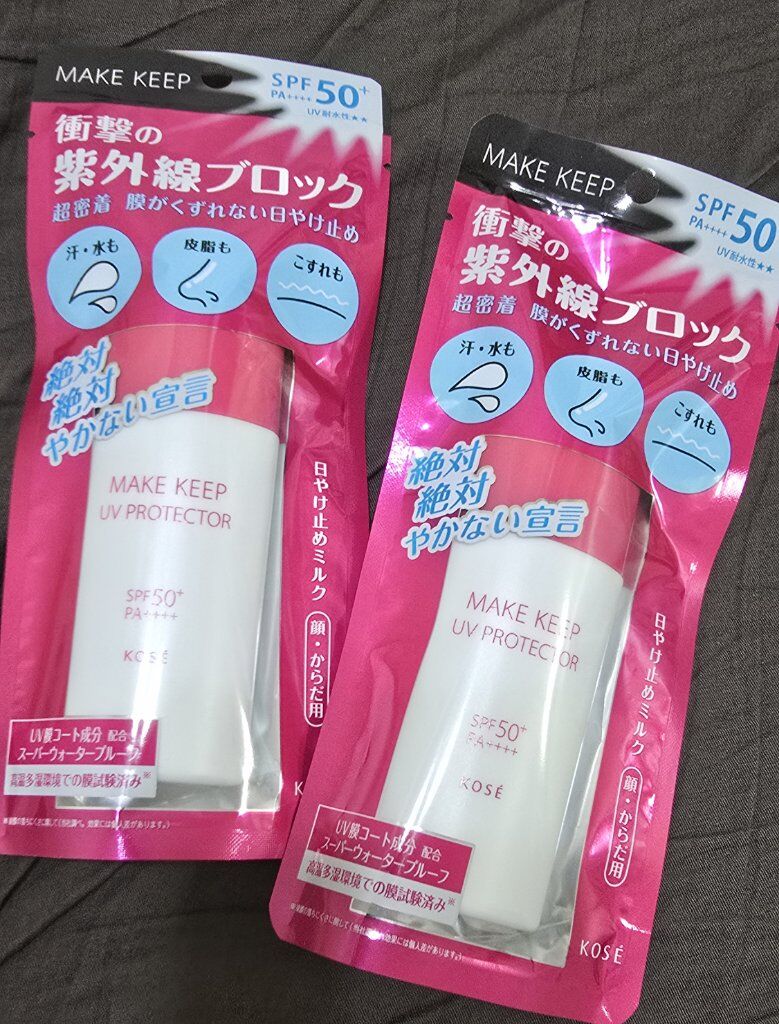 MAKE KEEP
SPF50+
PA++++
UV耐水性★★
衝撃の
紫外線ブロック
超密着 膜がくずれない日やけ止め
汗・水も
皮脂も
こすれも
絶対
絶対
やかない宣言
MAKE KEEP
UV PROTECTOR
SPF50+
PA++++
KOSÉ
日やけ止めミルク
顔・からだ用
UV膜コート成分 配合
スーパーウォータープルーフ
高温多湿環境での膜試験済み※
K
MAKE KEEP
SPF50
PA++++
UV耐水性★★
衝撃の
紫外線ブロック
超密着 膜がくずれない日やけ止め
汗・水も
皮脂も
こすれも
絶対
絶対
やかない宣言
MAKE KEEP
UV PROTECTOR
SPF50+
PA++++
KOSÉ
日やけ止めミルク
顔・からだ用
UV膜コート成分 配合
スーパーウォータープルーフ
高温多湿環境での膜試験済み※
KOSÉ